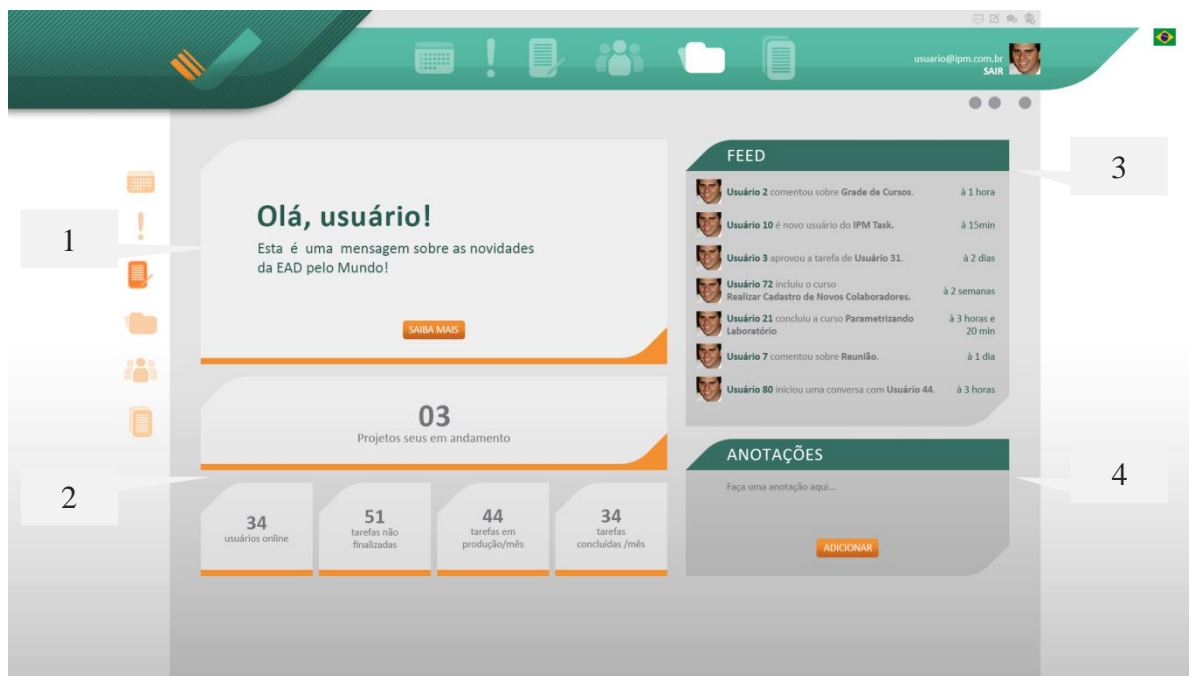 usuario@ipm.com.br
SAIR
1
Olá, usuário!
Esta é uma mensagem sobre as novidades
da EAD pelo Mundo!
SAIBA MAIS
2
03
Projetos seus em andamento
34
usuários online
51
tarefas não
finalizadas
44
tarefas em
produção/mês
34
tarefas
concluídas /mês
3
FEED
Usuário 2 comentou sobre Grade de Cursos. à 1 hora
Usuário 10 é novo usuário do IPM Task. à 15min
Usuário 3 aprovou a tarefa de Usuário 31. à 2 dias
Usuário 72 incluiu o curso
Realizar Cadastro de Novos Colaboradores. à 2 semanas
Usuário 21 concluiu a curso Parametrizando à 3 horas e
Laboratório 20 min
Usuário 7 comentou sobre Reunião. à 1 dia
Usuário 80 iniciou uma conversa com Usuário 44. à 3 horas
4
ANOTAÇÕES
Faça uma anotação aqui...
ADICIONAR